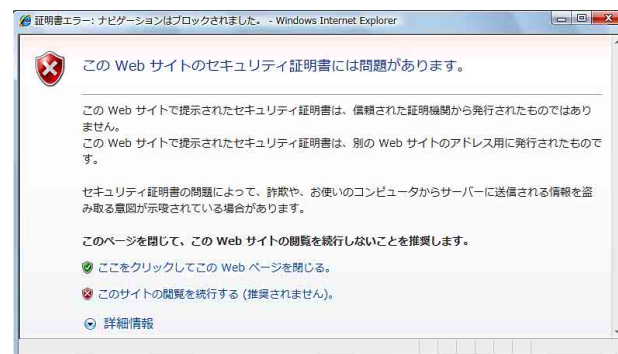 証明書エラー: ナビゲーションはブロックされました。 - Windows Internet Explorer
この Web サイトのセキュリティ証明書には問題があります。
この Web サイトで提示されたセキュリティ証明書は、信頼された証明機関から発行されたものではあり
ません。
この Web サイトで提示されたセキュリティ証明書は、別の Web サイトのアドレス用に発行されたもので
す。
セキュリティ証明書の問題によって、詐欺や、お使いのコンピュータからサーバーに送信される情報を盗
み取る意図が示唆されている場合があります。
このページを閉じて、この Web サイトの閲覧を続行しないことを推奨します。
ここをクリックしてこの Web ページを閉じる。
このサイトの閲覧を続行する (推奨されません)。
詳細情報